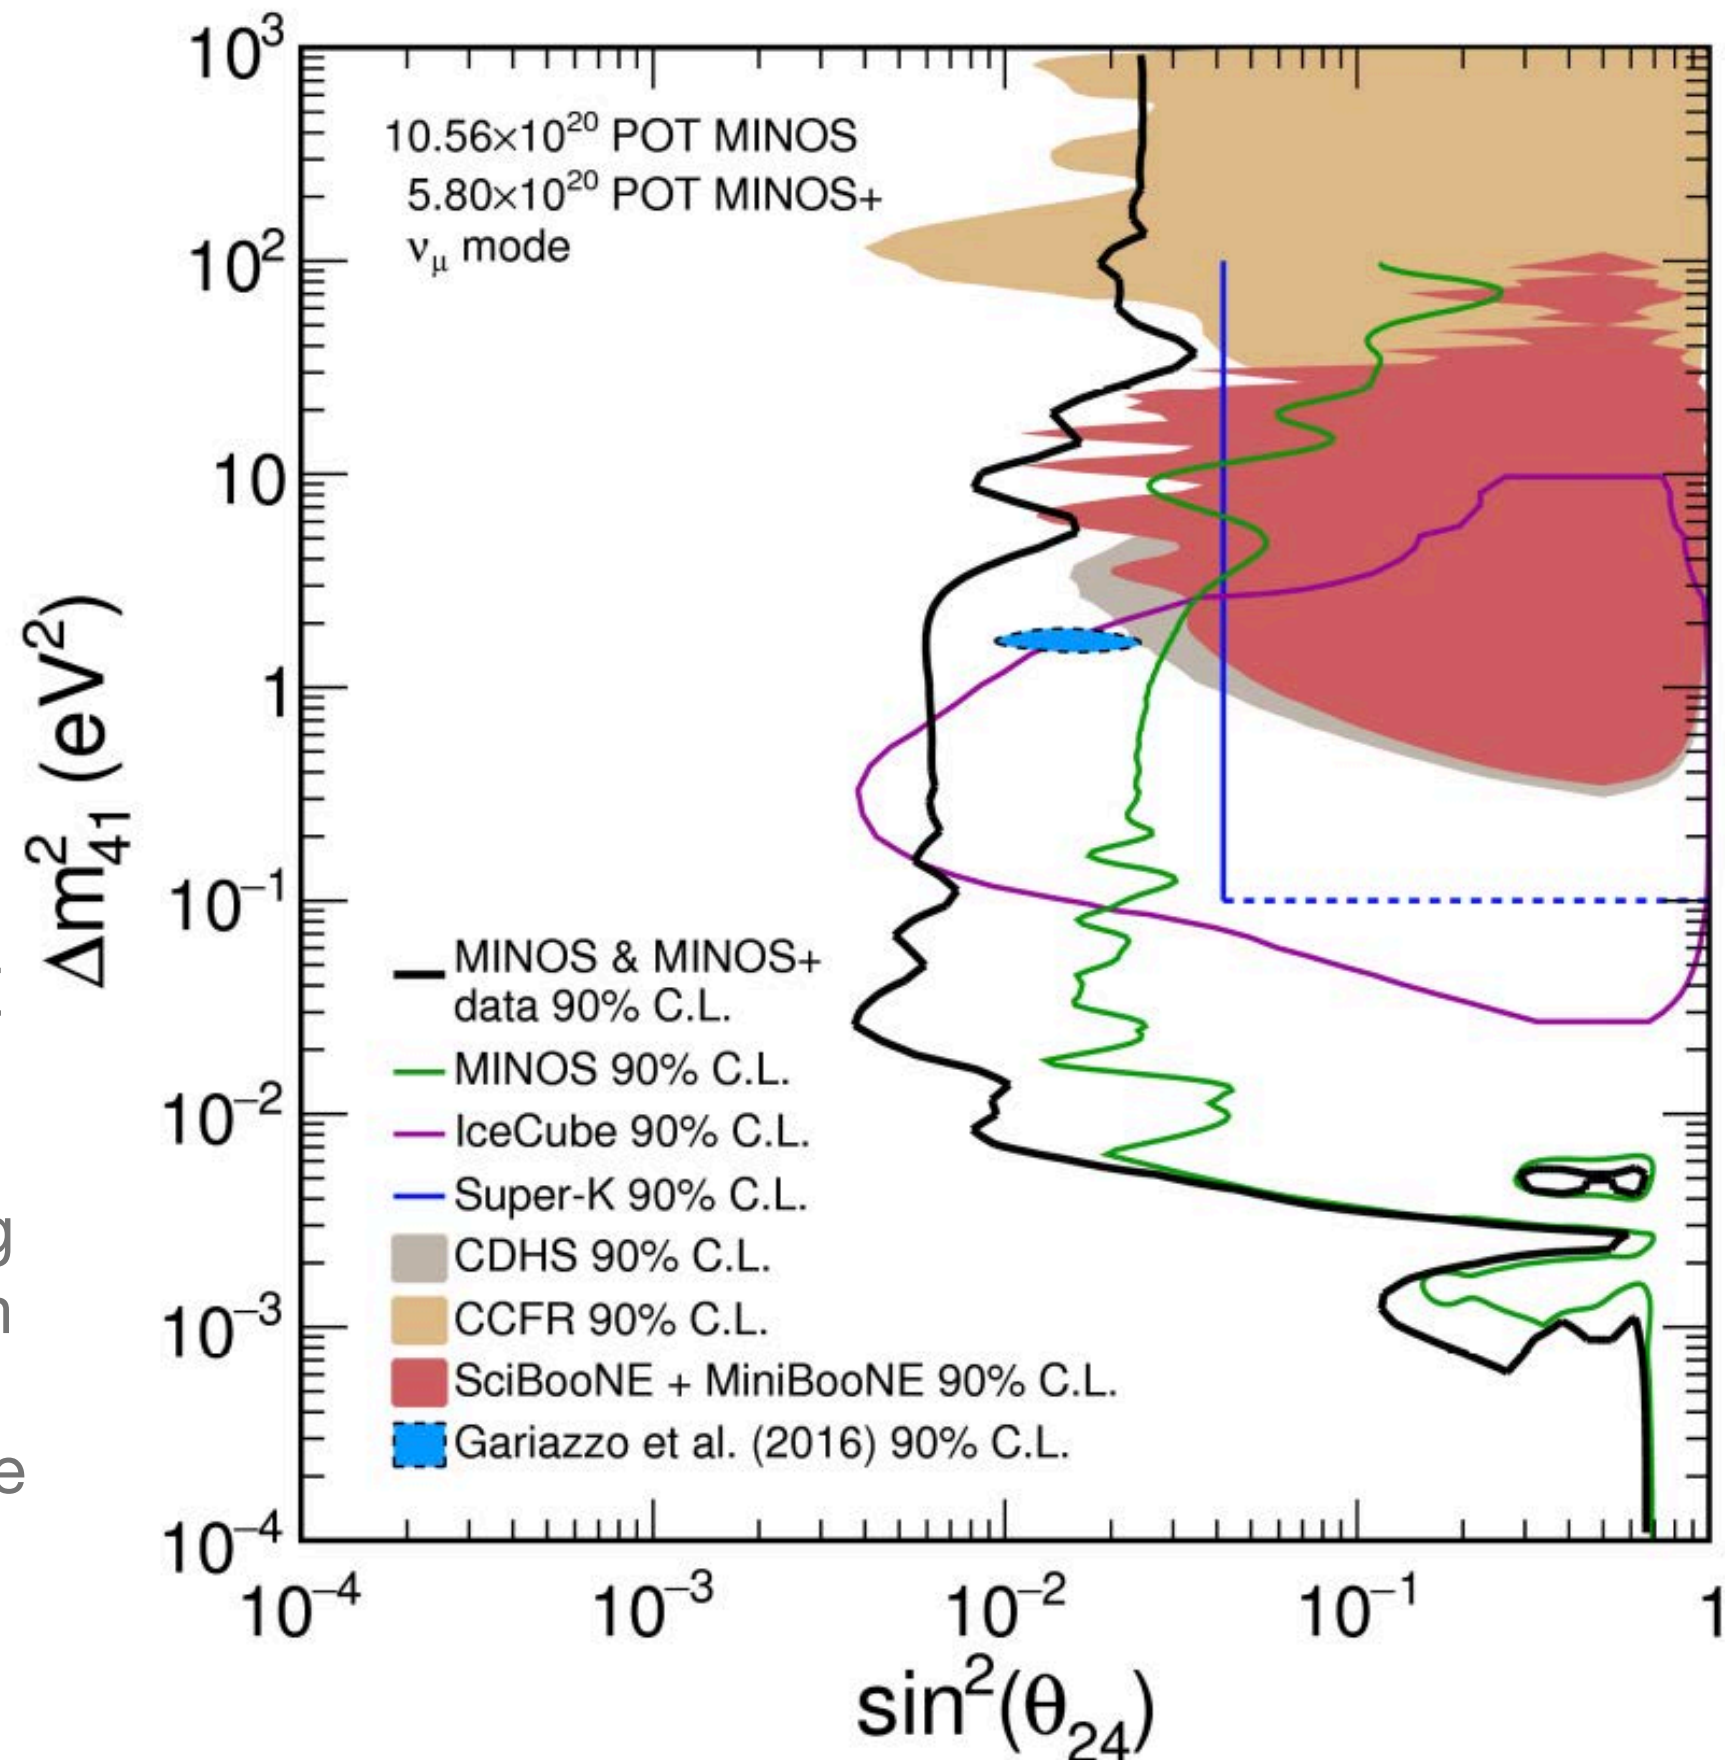 10³
10²
10
1
10⁻¹
10⁻²
10⁻³
10⁻⁴
Δm²₄₁ (eV²)
10.56×10²⁰ POT MINOS
5.80×10²⁰ POT MINOS+
νμ mode
MINOS & MINOS+
data 90% C.L.
MINOS 90% C.L.
IceCube 90% C.L.
Super-K 90% C.L.
CDHS 90% C.L.
CCFR 90% C.L.
SciBooNE + MiniBooNE 90% C.L.
Gariazzo et al. (2016) 90% C.L.
10⁻⁴ 10⁻³ 10⁻² 10⁻¹ 1
sin²(θ₂₄)